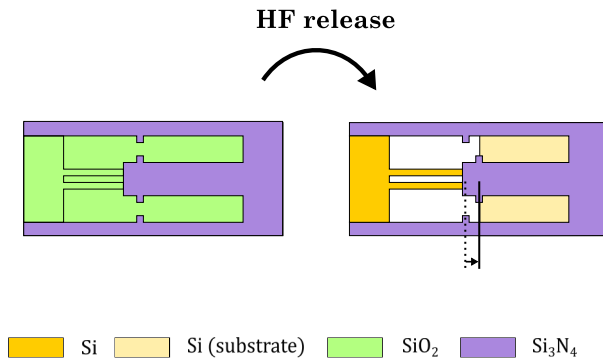 HF release
Si
Si (substrate)
SiO₂
Si₃N₄